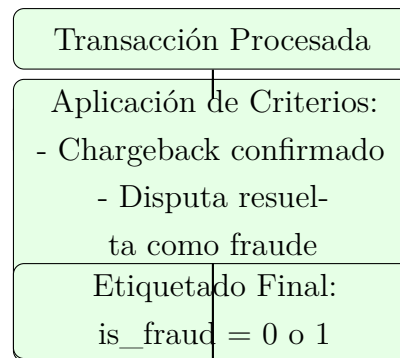 Transacción Procesada
Aplicación de Criterios:
- Chargeback confirmado
- Disputa resuel-
ta como fraude
Etiquetado Final:
is_fraud = 0 o 1